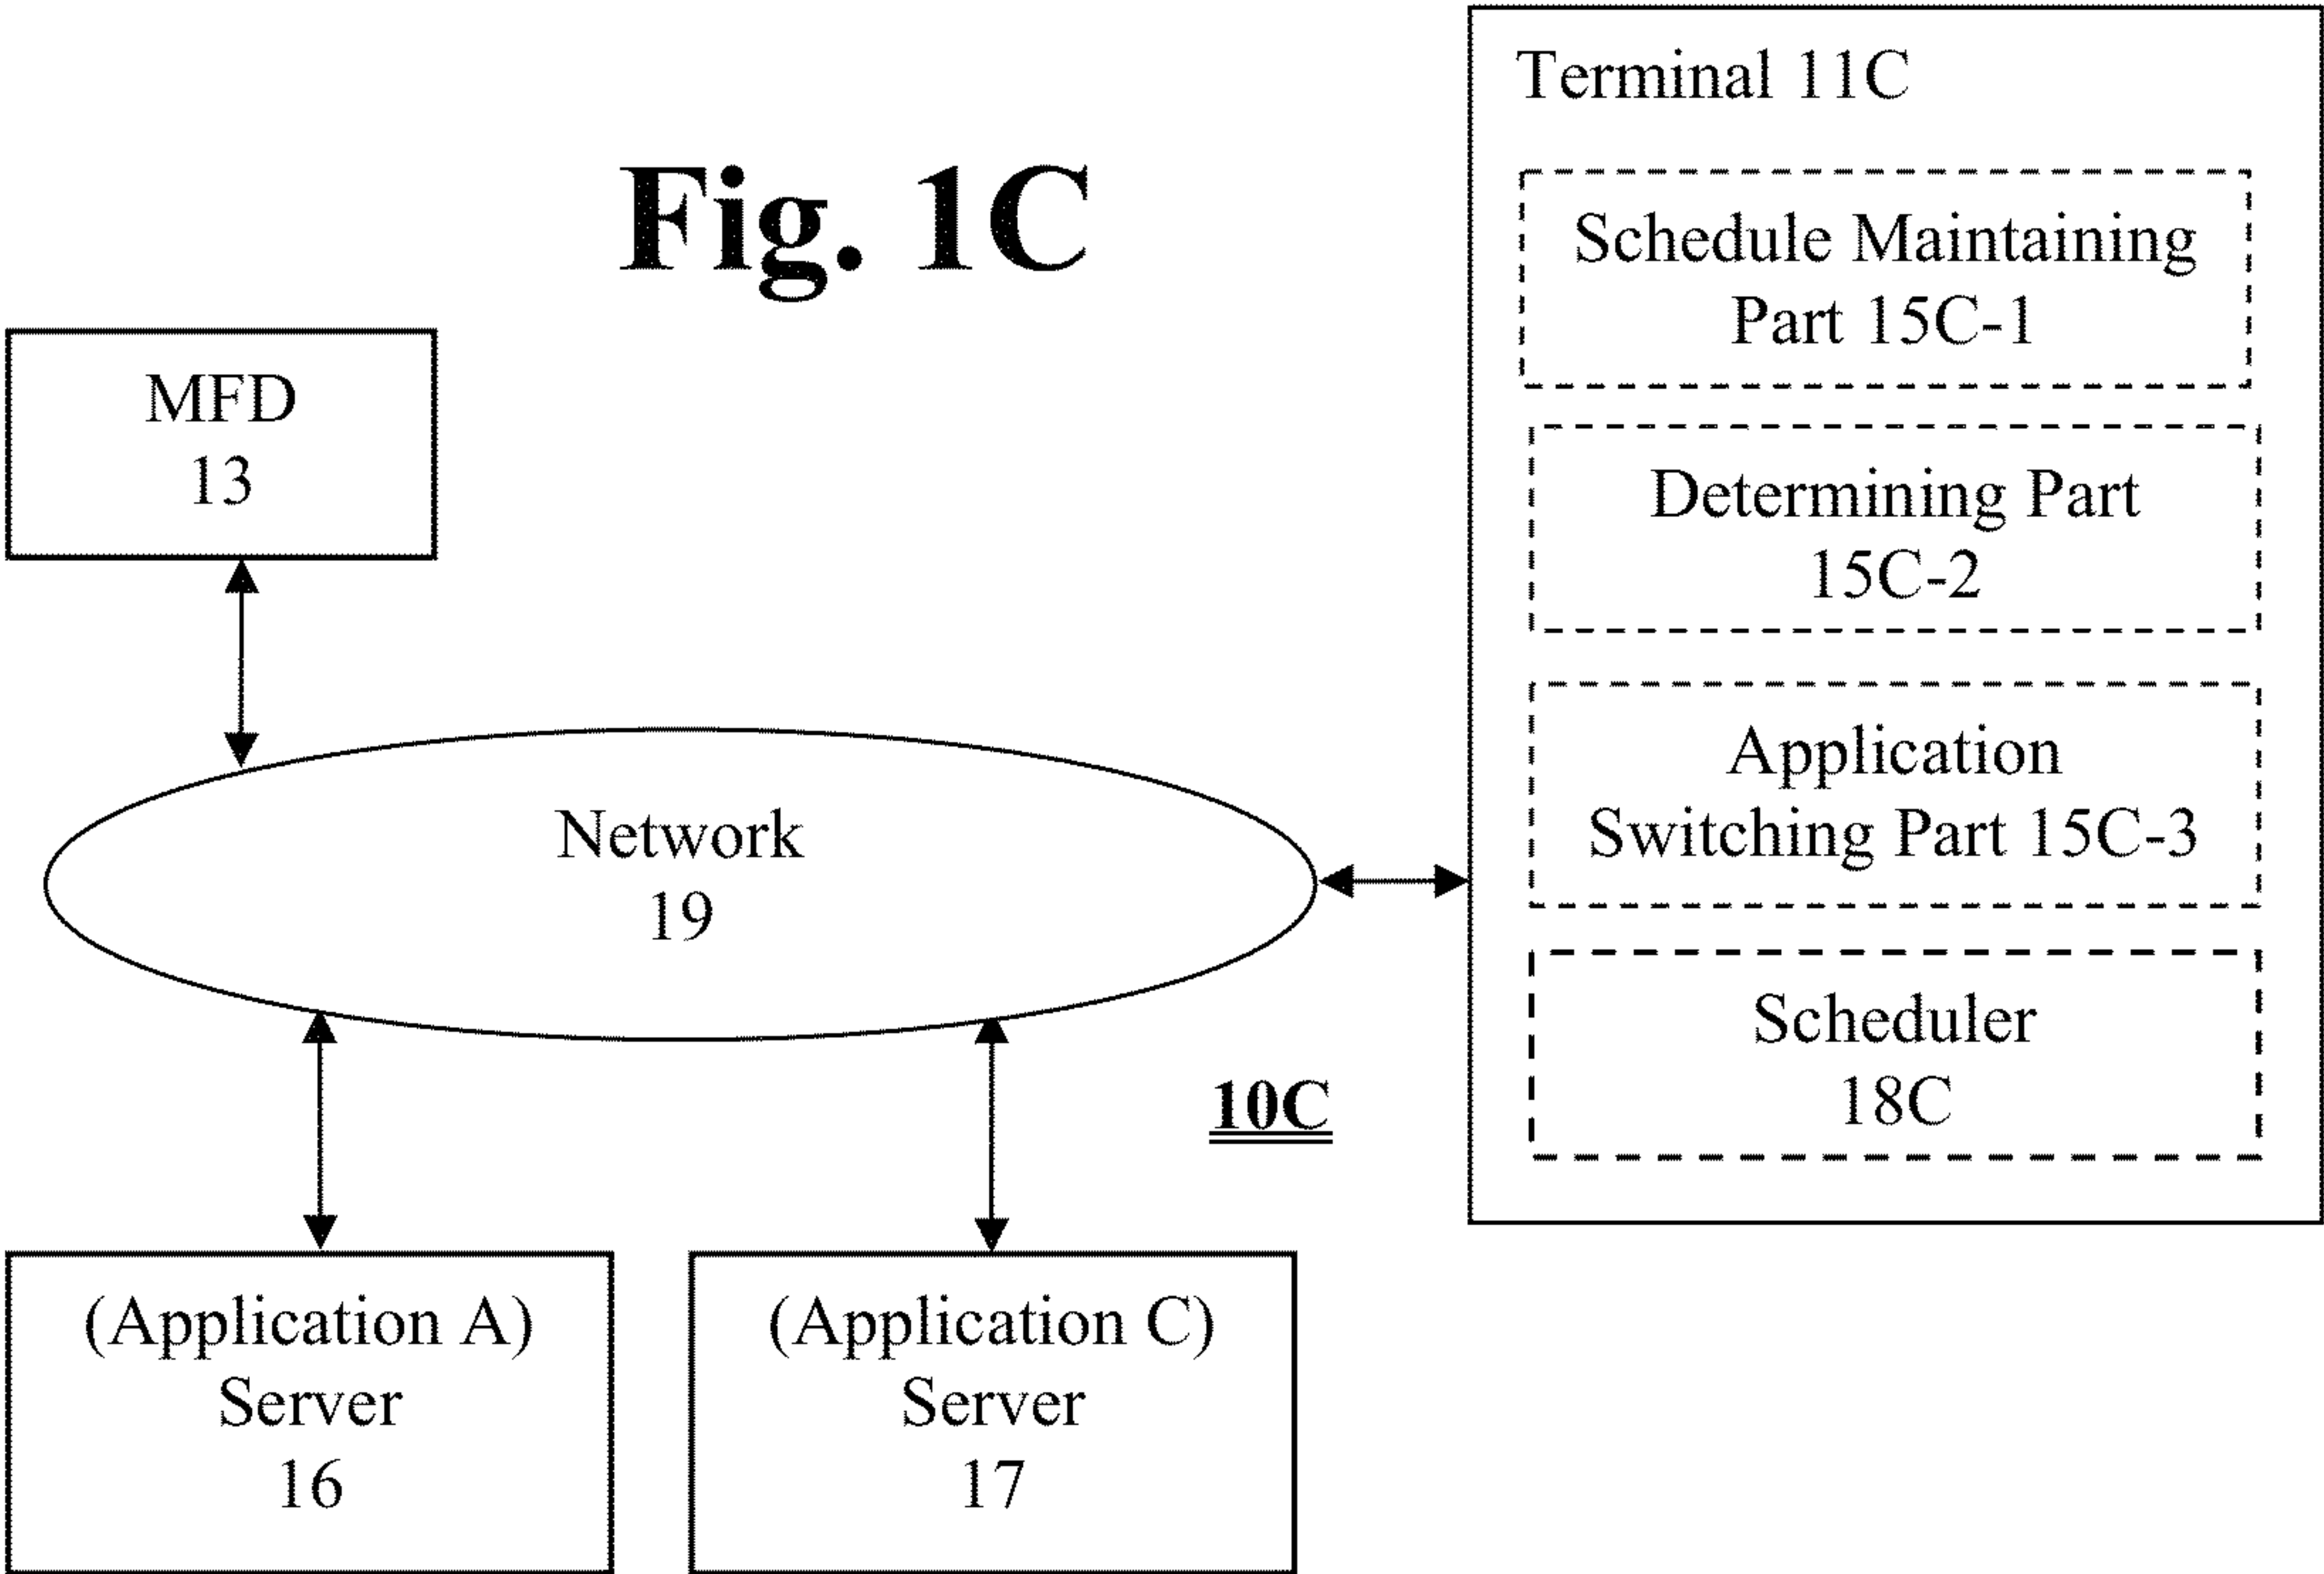 Fig. 1C
MFD
13
Network
19
10C
(Application A)
Server
16
(Application C)
Server
17
Terminal 11C
Schedule Maintaining
Part 15C-1
Determining Part
15C-2
Application
Switching Part 15C-3
Scheduler
18C